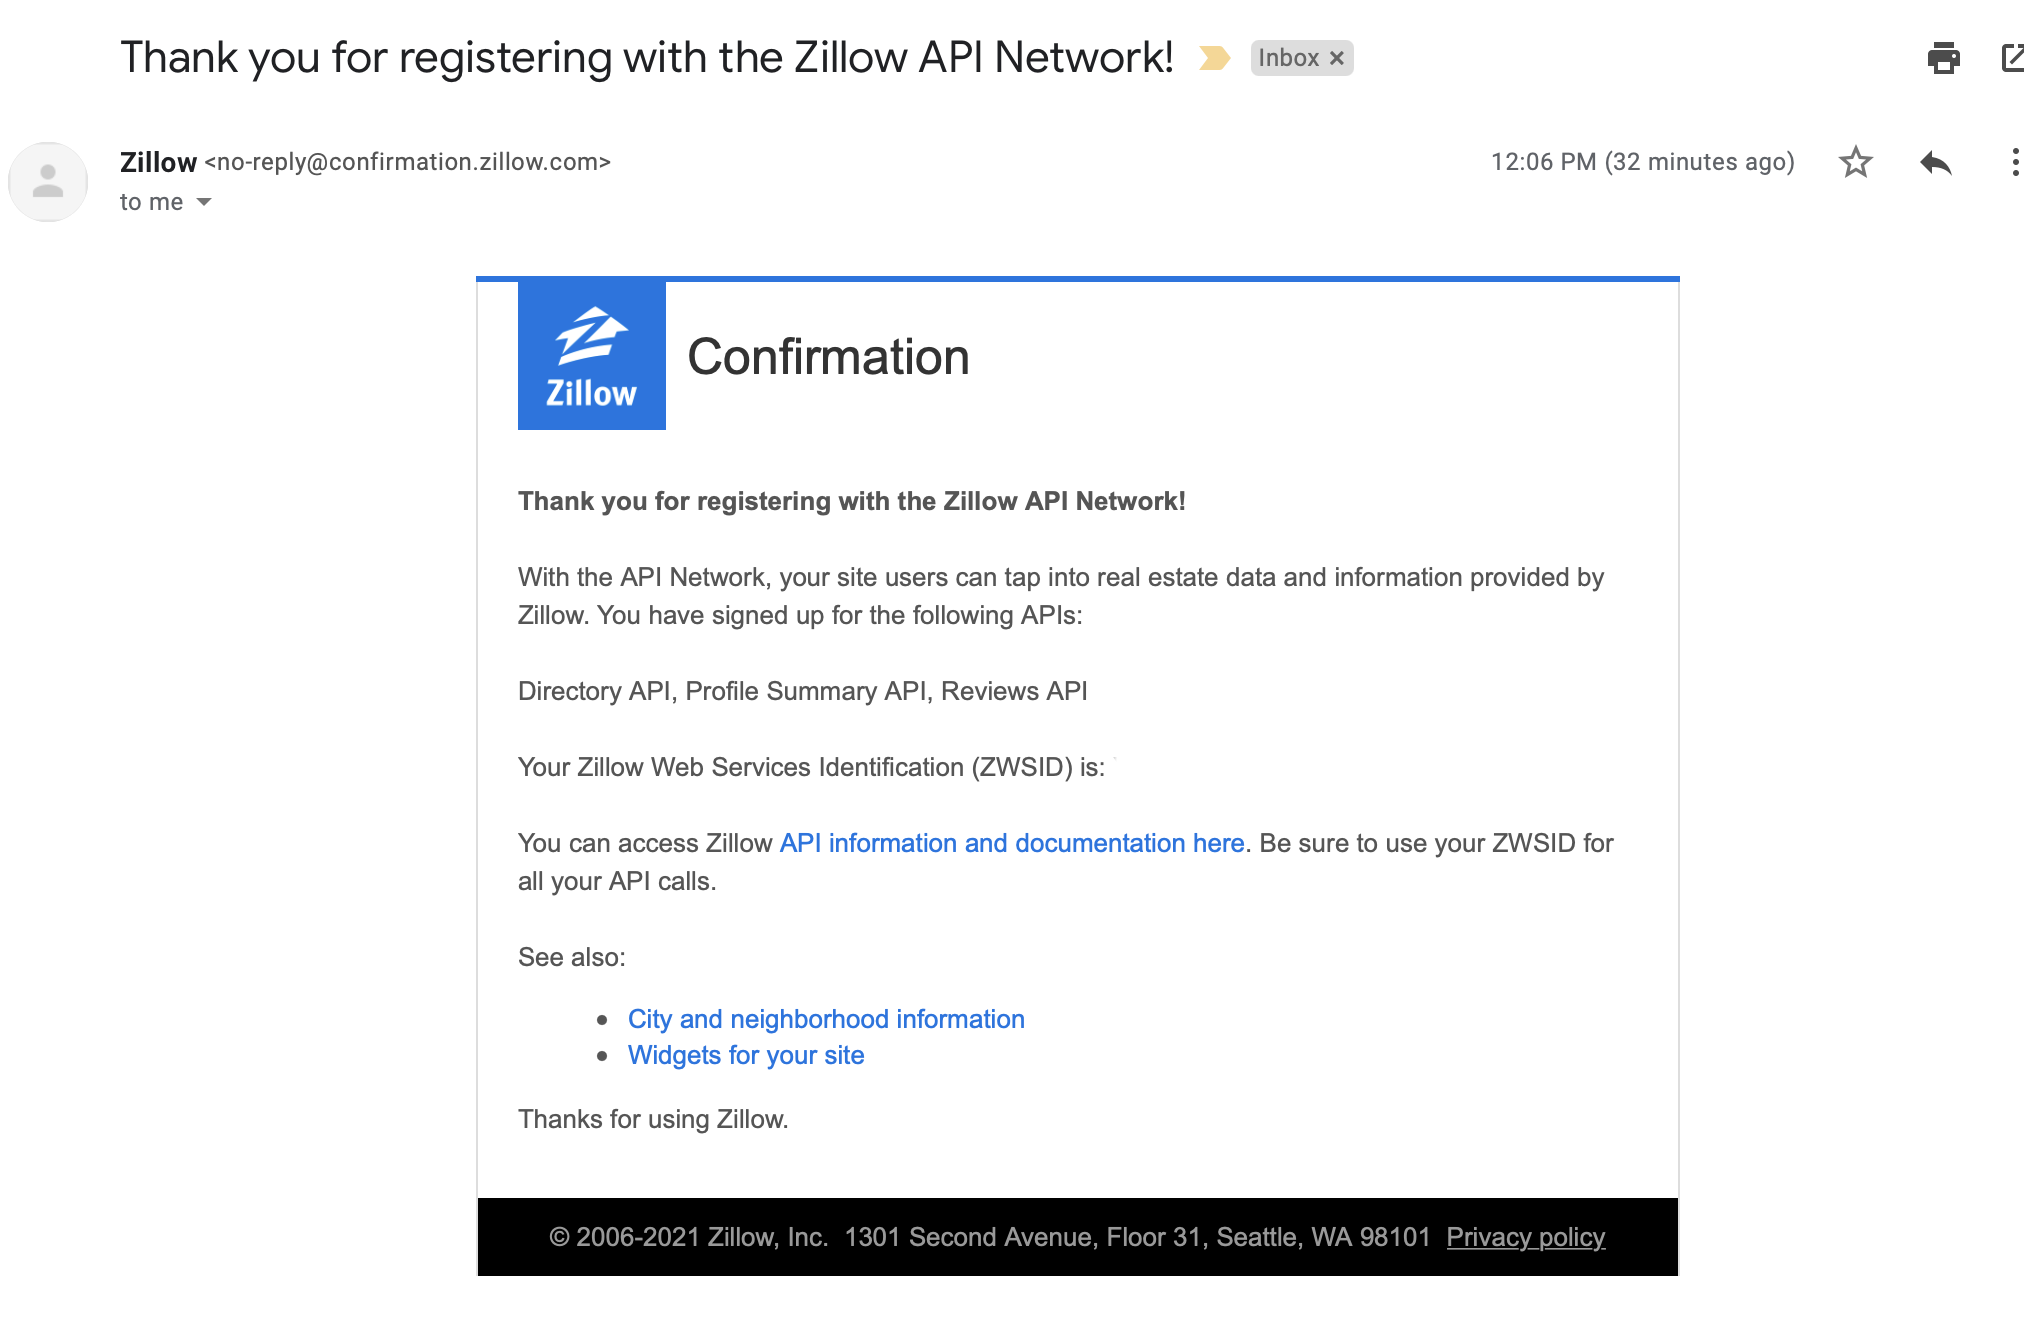 Thank you for registering with the Zillow API Network!
Inbox ×
Zillow <no-reply@confirmation.zillow.com>
12:06 PM (32 minutes ago)
to me
Zillow
Confirmation
Thank you for registering with the Zillow API Network!
With the API Network, your site users can tap into real estate data and information provided by
Zillow. You have signed up for the following APIs:
Directory API, Profile Summary API, Reviews API
Your Zillow Web Services Identification (ZWSID) is:
You can access Zillow API information and documentation here. Be sure to use your ZWSID for
all your API calls.
See also:
• City and neighborhood information
• Widgets for your site
Thanks for using Zillow.
© 2006-2021 Zillow, Inc. 1301 Second Avenue, Floor 31, Seattle, WA 98101 Privacy policy